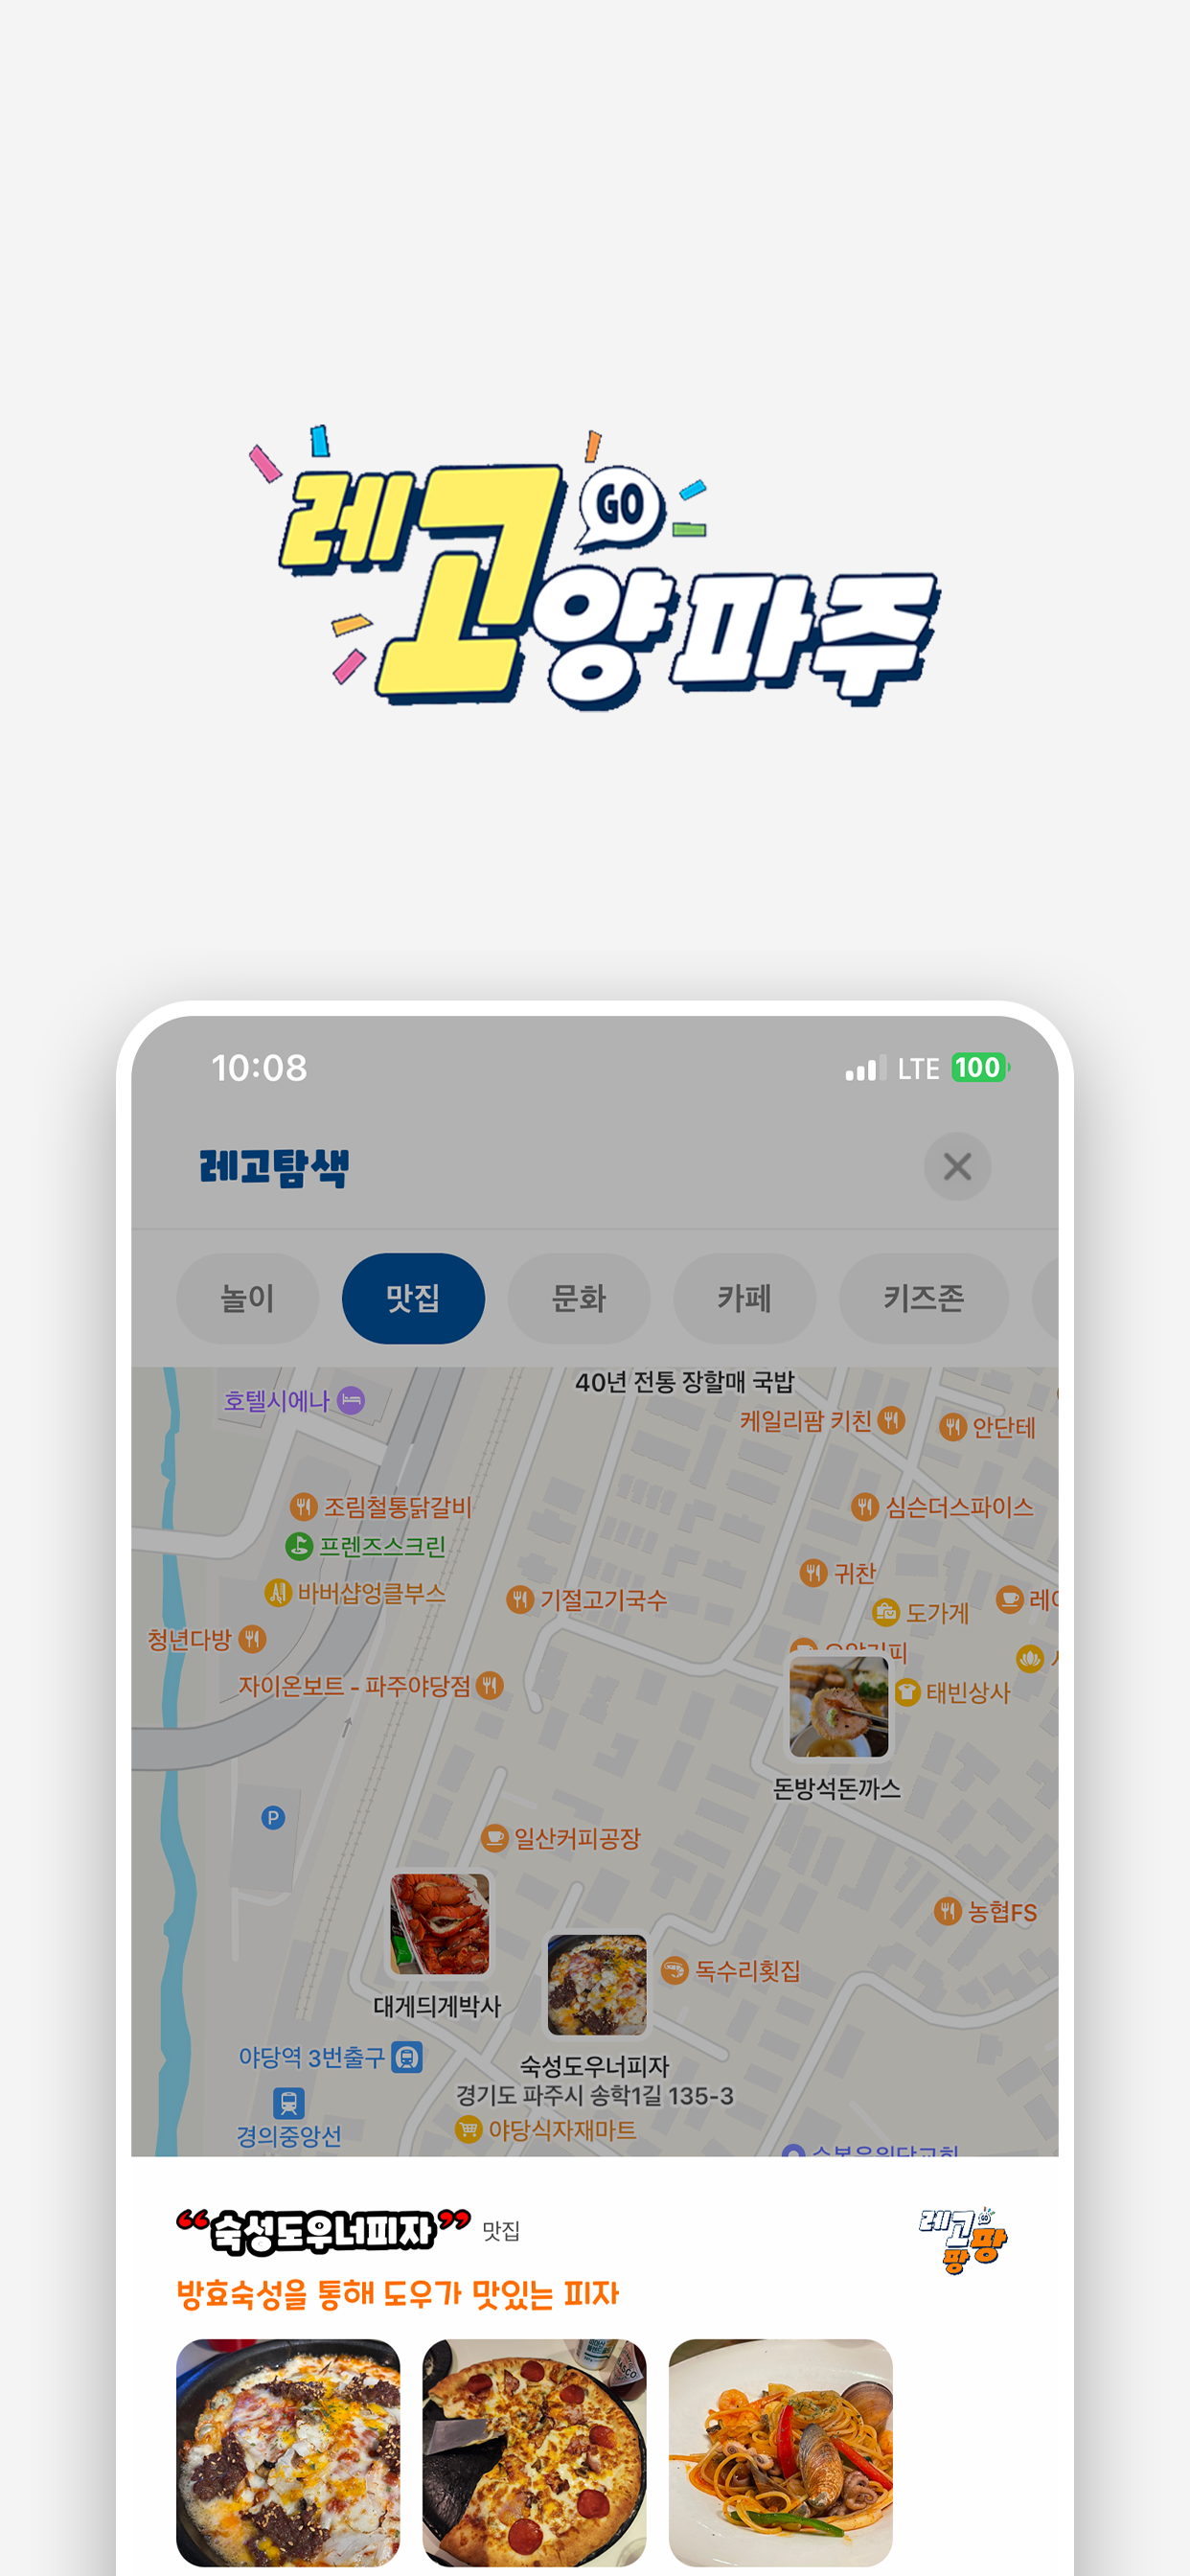 레고 GO
양파주
10:08 LTE 100
레고탐색
놀이 맛집 문화 카페 키즈존
40년 전통 장할매 국밥
호텔시에나
케일리팜 키친
안단테
조림철통닭갈비
심슨더스파이스
프렌즈스크린
귀찬
바버샵엉클부스
기절고기국수
도가게
청년다방
자이온보트 - 파주야당점
태빈상사
돈방석돈까스
P
일산커피공장
농협FS
독수리횟집
대게듸게박사
야당역 3번출구
숙성도우너피자
경기도 파주시 송학1길 135-3
경의중앙선
야당식자재마트
“숙성도우너피자” 맛집
레고
팡팡
방효숙성을 통해 도우가 맛있는 피자